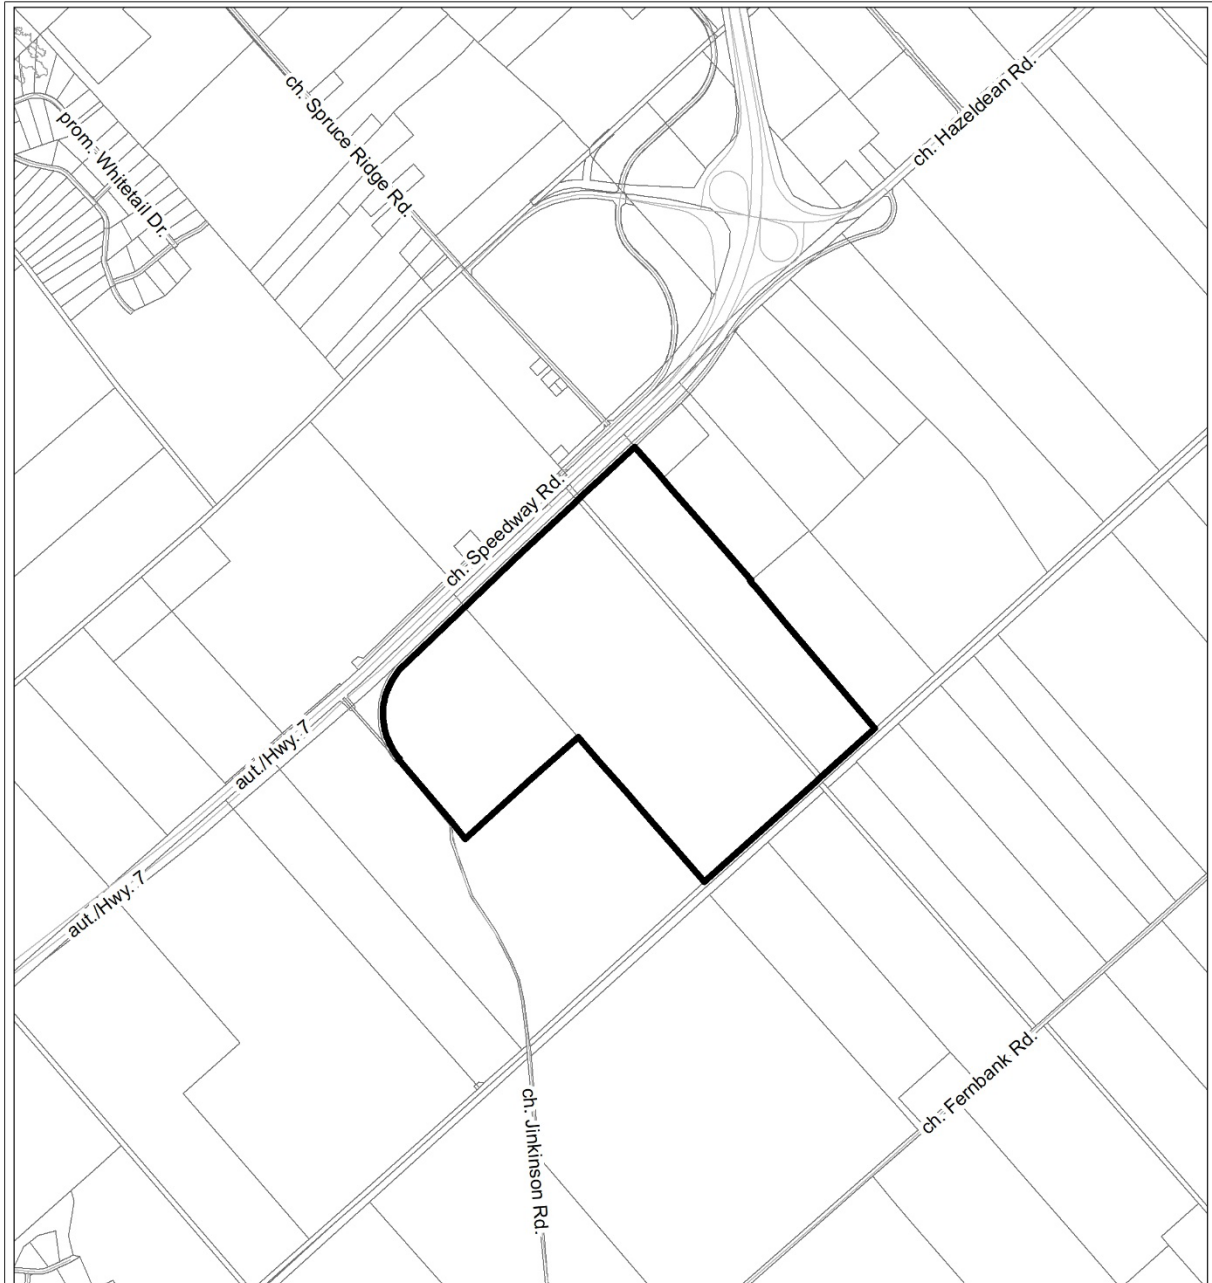 ch. Spruce Ridge Rd.
ch. Hazeldean Rd.
prom. Whitetail Dr.
ch. Speedway Rd.
aut./Hwy. 7
aut./Hwy. 7
ch. Fernbank Rd.
ch. Jinkinson Rd.